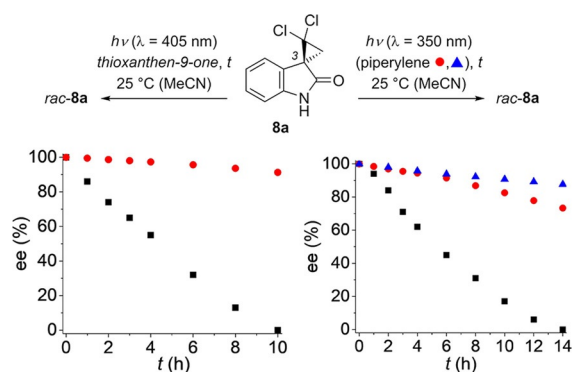 hν (λ = 405 nm)
thioxanthen-9-one, t
25 °C (MeCN)
rac-8a
Cl
Cl
3
O
N
H
8a
hν (λ = 350 nm)
(piperylene ●,▲), t
25 °C (MeCN)
rac-8a
ee (%)
100
80
60
40
20
0
0 2 4 6 8 10
t (h)
ee (%)
100
80
60
40
20
0
0 2 4 6 8 10 12 14
t (h)